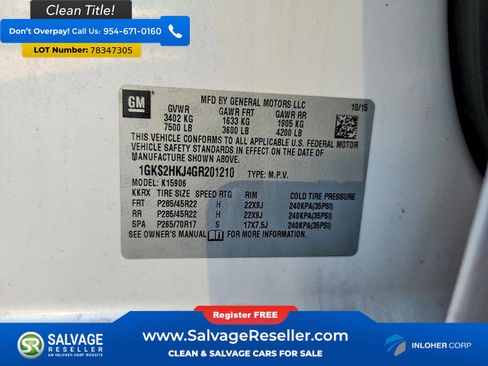 Clean Title!
Don't Overpay! Call Us: 954-671-0160
LOT Number: 78347305
GM
MFD BY GENERAL MOTORS LLC 10/15
GVWR GAWR FRT GAWR RR
3402 KG 1633 KG 1905 KG
7500 LB 3600 LB 4200 LB
THIS VEHICLE CONFORMS TO ALL APPLICABLE U.S. FEDERAL MOTOR
VEHICLE SAFETY STANDARDS IN EFFECT ON THE DATE OF
MANUFACTURE SHOWN ABOVE.
1GKS2HKJ4GR201210 TYPE: M.P.V.
MODEL: K15906
KKRX TIRE SIZE SPEED RTG RIM COLD TIRE PRESSURE
FRT P285/45R22 H 22X9J 240KPA(35PSI)
RR P285/45R22 H 22X9J 240KPA(35PSI)
SPA P265/70R17 S 17X7.5J 240KPA(35PSI)
SEE OWNER'S MANUAL FOR MORE INFORMATION.
Register FREE!
SALVAGE
RESELLER
AN INLOHER CORP WEBSITE
www.SalvageReseller.com
CLEAN & SALVAGE CARS FOR SALE
INLOHER CORP